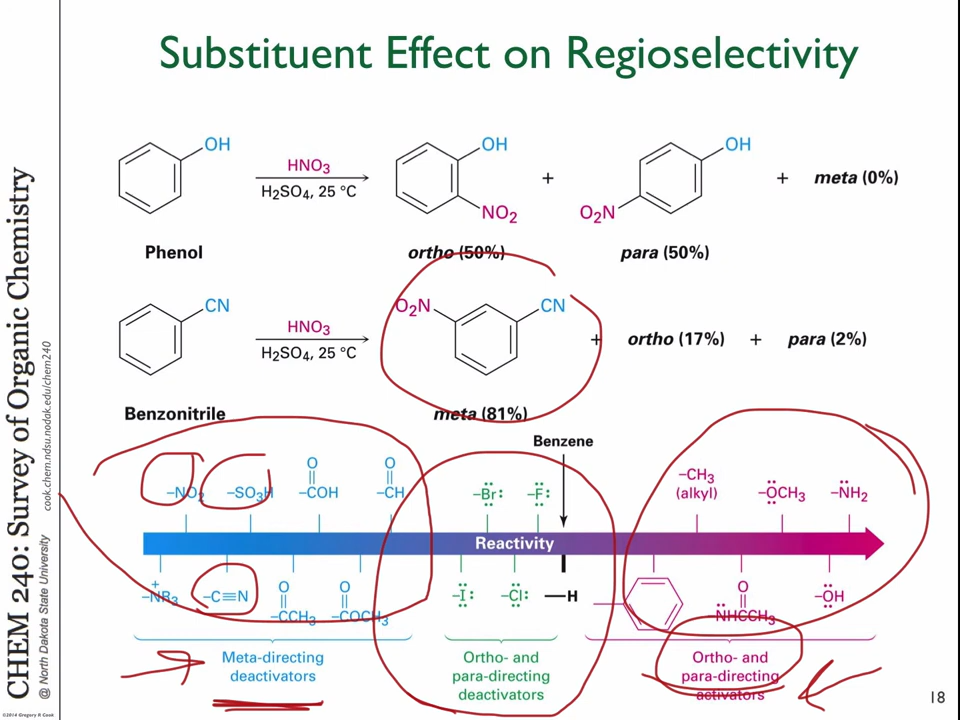 Substituent Effect on Regioselectivity
CHEM 240: Survey of Organic Chemistry
@ North Dakota State University
cook.chem.ndsu.nodak.edu/chem240
OH
HNO₃
H₂SO₄, 25 °C
OH
NO₂
+
OH
O₂N
+
meta (0%)
Phenol
ortho (50%)
para (50%)
CN
HNO₃
H₂SO₄, 25 °C
O₂N
CN
+
ortho (17%)
+
para (2%)
Benzonitrile
meta (81%)
Benzene
–NO₂
–SO₃H
O
–COH
O
–CH
–Br:
–F:
–CH₃
(alkyl)
–OCH₃
–NH₂
Reactivity
+
–NR₃
–C≡N
O
–CCH₃
O
–COCH₃
–I:
–Cl:
–H
O
NHCCH₃
–OH
Meta-directing
deactivators
Ortho- and
para-directing
deactivators
Ortho- and
para-directing
activators
18
©2014 Gregory R Cook